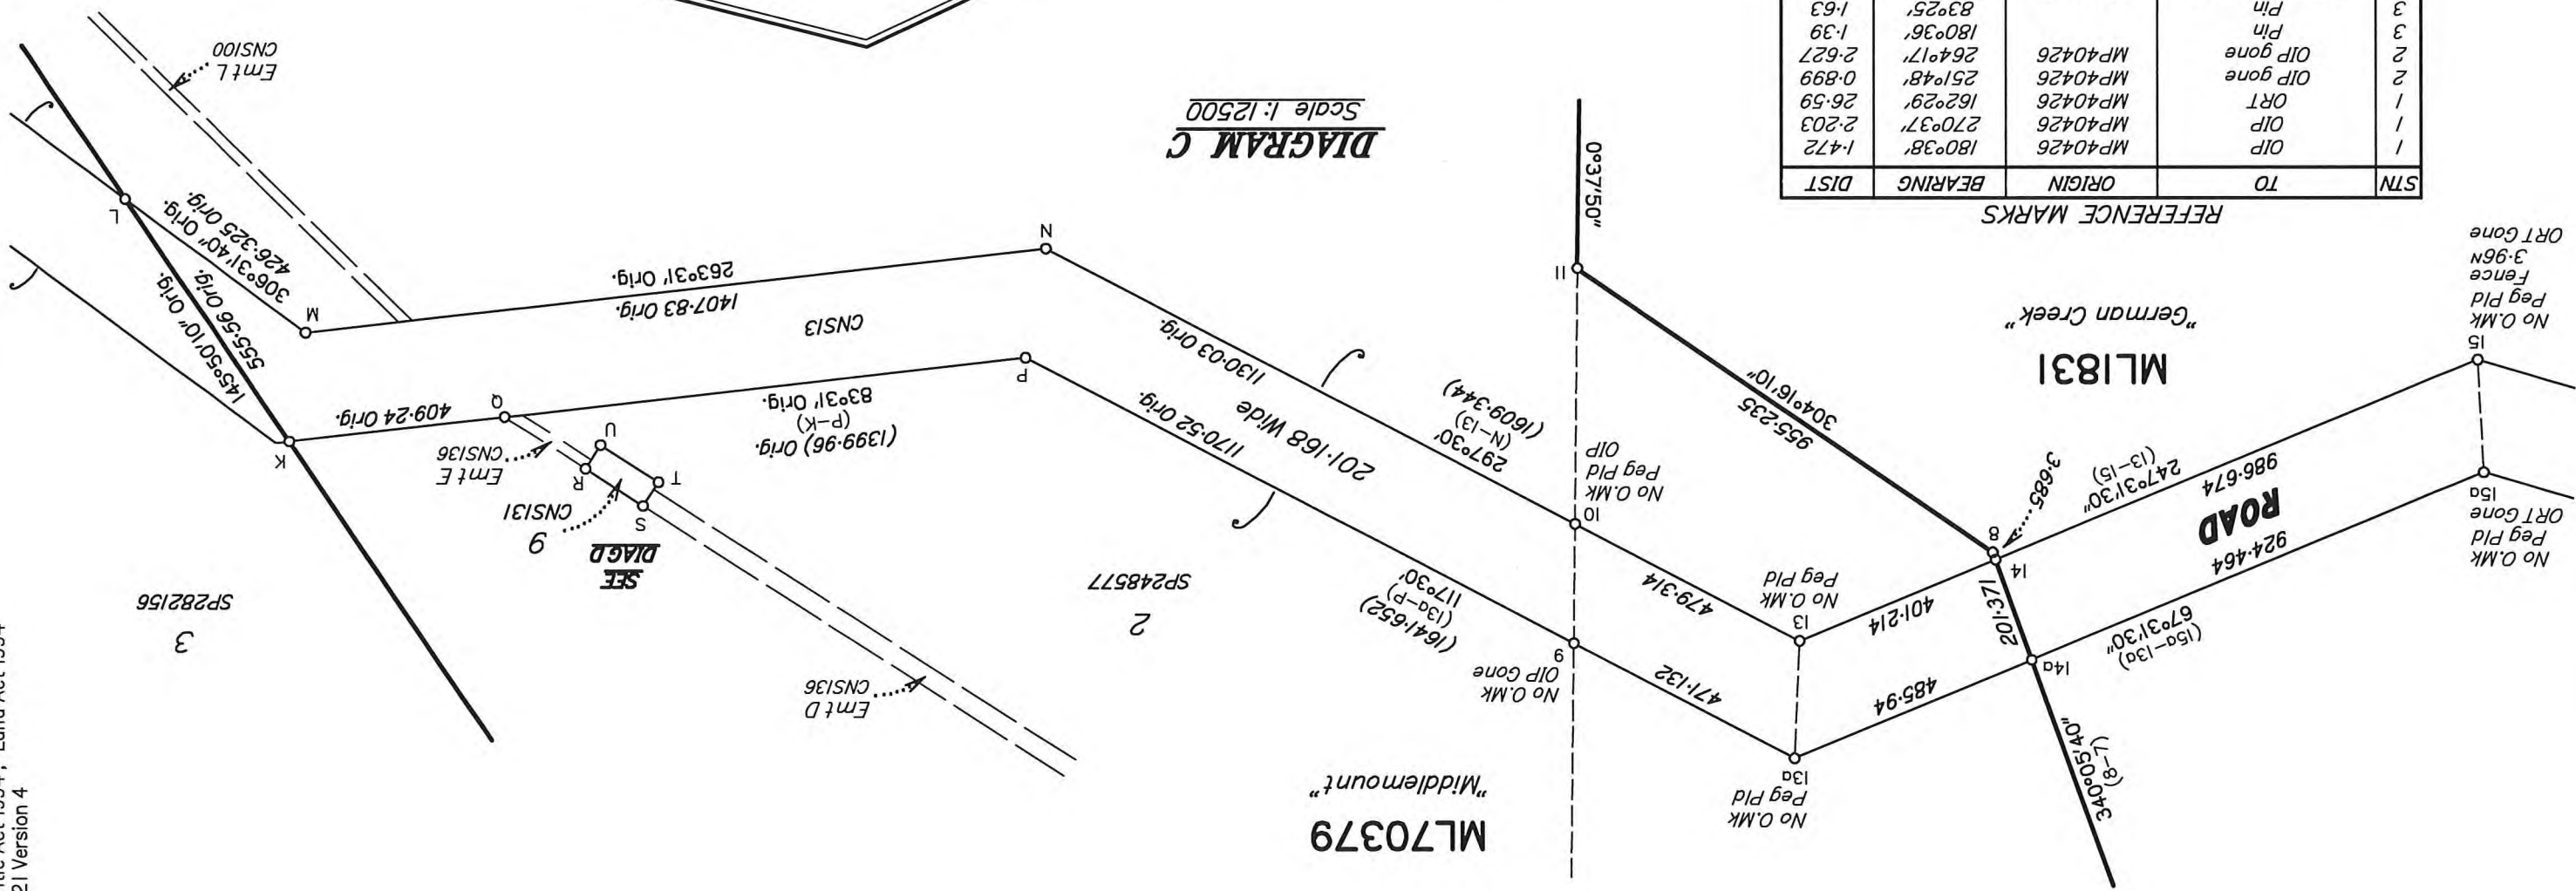 REFERENCE MARKS
STN TO ORIGIN BEARING DIST
1 OIP MP40426 180°38' 1·472
1 OIP MP40426 270°37' 2·203
1 ORT MP40426 162°29' 26·59
2 OIP gone MP40426 251°48' 0·899
2 OIP gone MP40426 264°17' 2·627
3 Pin 180°36' 1·39
3 Pin 83°25' 1·63
DIAGRAM C
Scale 1:12500
ML70379
"Middlemount"
ML1831
"German Creek"
ROAD
340°05'40"
(8-7)
No O.Mk
Peg Pld
13a
No O.Mk
Peg Pld
13
No O.Mk
Peg Pld
ORT Gone
15a
15
No O.Mk
Peg Pld
Fence
3·96N
ORT Gone
(15a-13a)
67°31'30"
924·464
485·94
14a
201·371
14
8
3·685
986·674
247°31'30"
(13-15)
401·214
471·132
479·314
No O.Mk
OIP Gone
9
10
No O.Mk
Peg Pld
OIP
11
0°37'50"
955·235
304°16'10"
(1641·652)
(13a-P)
117°30'
1170·52 Orig.
201·168 Wide
297°30'
(N-13)
(1609·344)
1130·03 Orig.
2
SP248577
Emt D
CNS136
SEE
DIAG D
9
CNS131
S
T
R
U
Emt E
CNS136
Q
P
N
(1399·96) Orig.
(P-K)
83°31' Orig.
409·24 Orig.
CNS13
1407·83 Orig.
263°31' Orig.
K
M
L
145°50'10" Orig.
555·56 Orig.
306°31'40" Orig.
426·325 Orig.
Emt L
CNS100
3
SP282156
21 Version 4